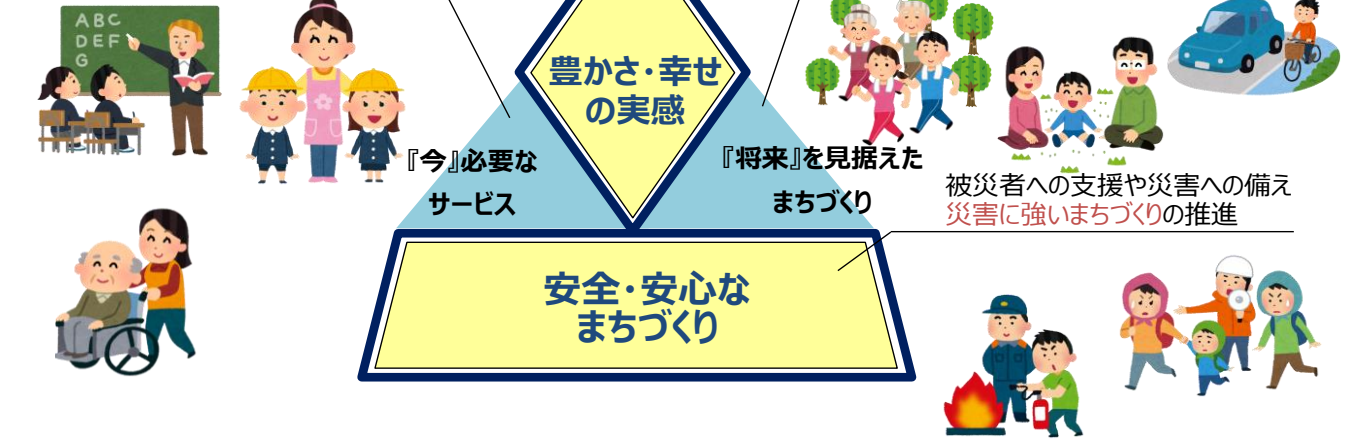 ABC
DEF
G
豊かさ・幸せ
の実感
『今』必要な
サービス
『将来』を見据えた
まちづくり
被災者への支援や災害への備え
災害に強いまちづくりの推進
安全・安心な
まちづくり